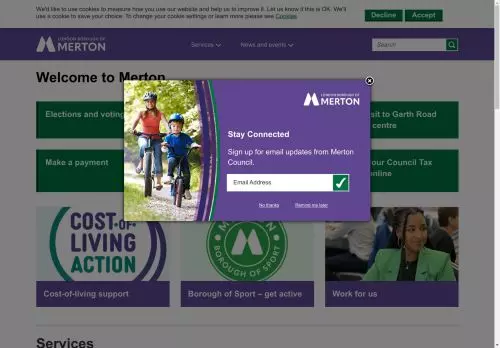 We'd like to use cookies to measure how you use our website and help us to improve it. Let us know if this is OK. We'll
use a cookie to save your choice. To change your cookie settings or learn more please see Cookies
Decline
Accept
LONDON BOROUGH OF
MERTON
Services
News and events
Search
Welcome to Merton
Elections and voting
sit to Garth Road
centre
Make a payment
our Council Tax
online
LONDON BOROUGH OF
MERTON
Stay Connected
Sign up for email updates from Merton
Council.
Email Address
No thanks
Remind me later
COST-OF-
LIVING
ACTION
BOROUGH OF SPORT
Cost-of-living support
Borough of Sport – get active
Work for us
Services